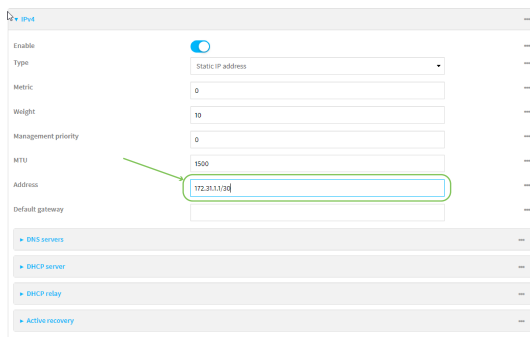 IPv4
Enable
Type Static IP address
Metric 0
Weight 10
Management priority 0
MTU 1500
Address 172.31.1.1/30
Default gateway
DNS servers
DHCP server
DHCP relay
Active recovery